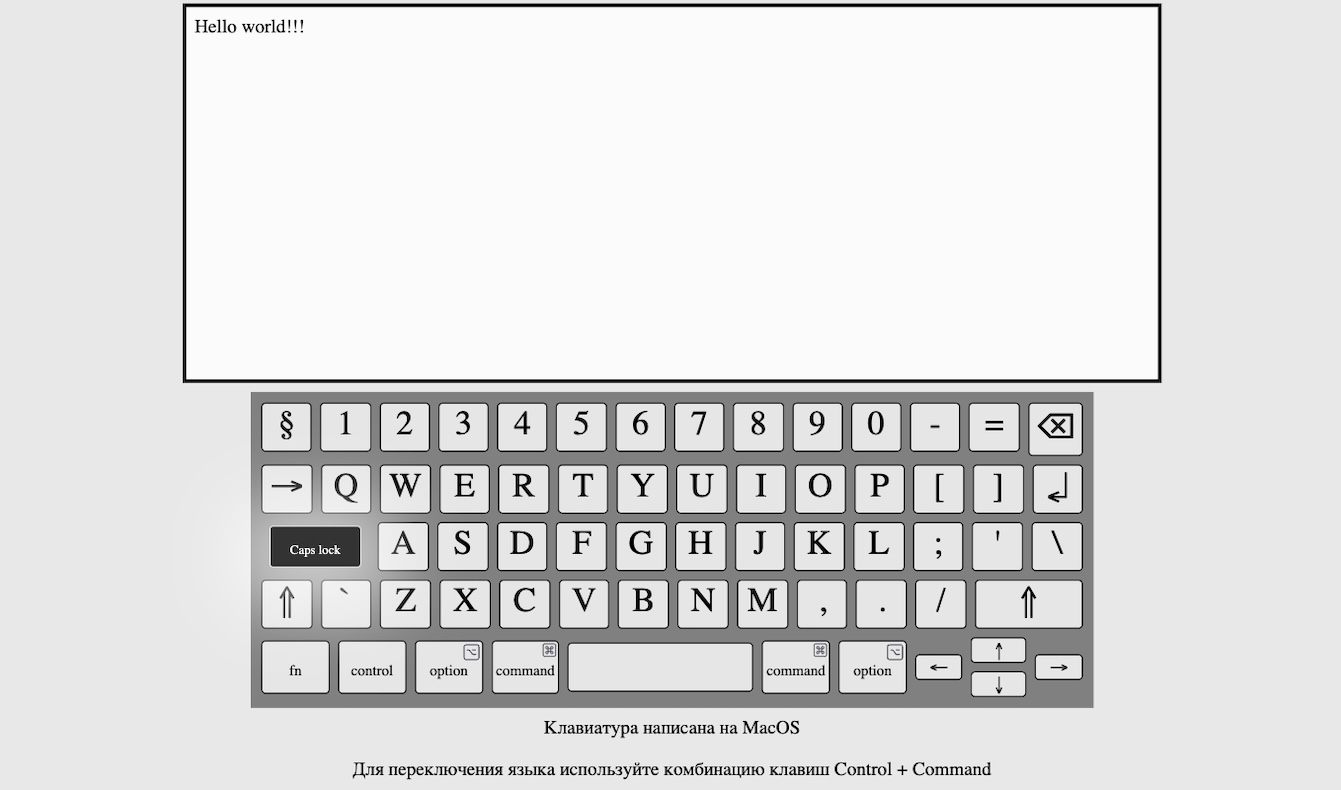 Hello world!!!
§ 1 2 3 4 5 6 7 8 9 0 - = ⌫
→ Q W E R T Y U I O P [ ] ↲
Caps lock A S D F G H J K L ; ' \
⇑ ` Z X C V B N M , . / ⇑
fn control option ⌥ command ⌘ command ⌘ option ⌥ ← ↑ ↓ →
Клавиатура написана на MacOS
Для переключения языка используйте комбинацию клавиш Control + Command